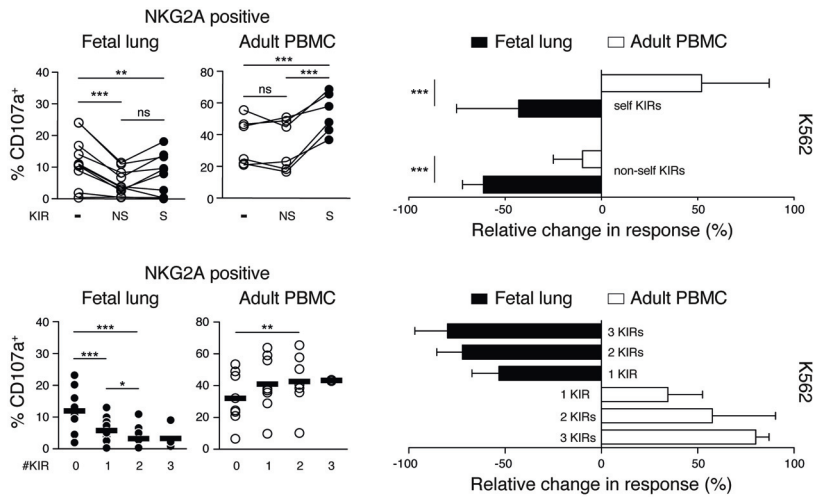 NKG2A positive
Fetal lung Adult PBMC
% CD107a+
40
30
20
10
0
**
***
ns
KIR - NS S
80
60
40
20
0
***
ns ***
- NS S
Fetal lung Adult PBMC
***
self KIRs
***
non-self KIRs
K562
-100 -50 0 50 100
Relative change in response (%)
NKG2A positive
Fetal lung Adult PBMC
% CD107a+
40
30
20
10
0
***
***
*
#KIR 0 1 2 3
80
60
40
20
0
**
0 1 2 3
Fetal lung Adult PBMC
3 KIRs
2 KIRs
1 KIR
1 KIR
2 KIRs
3 KIRs
K562
-100 -50 0 50 100
Relative change in response (%)